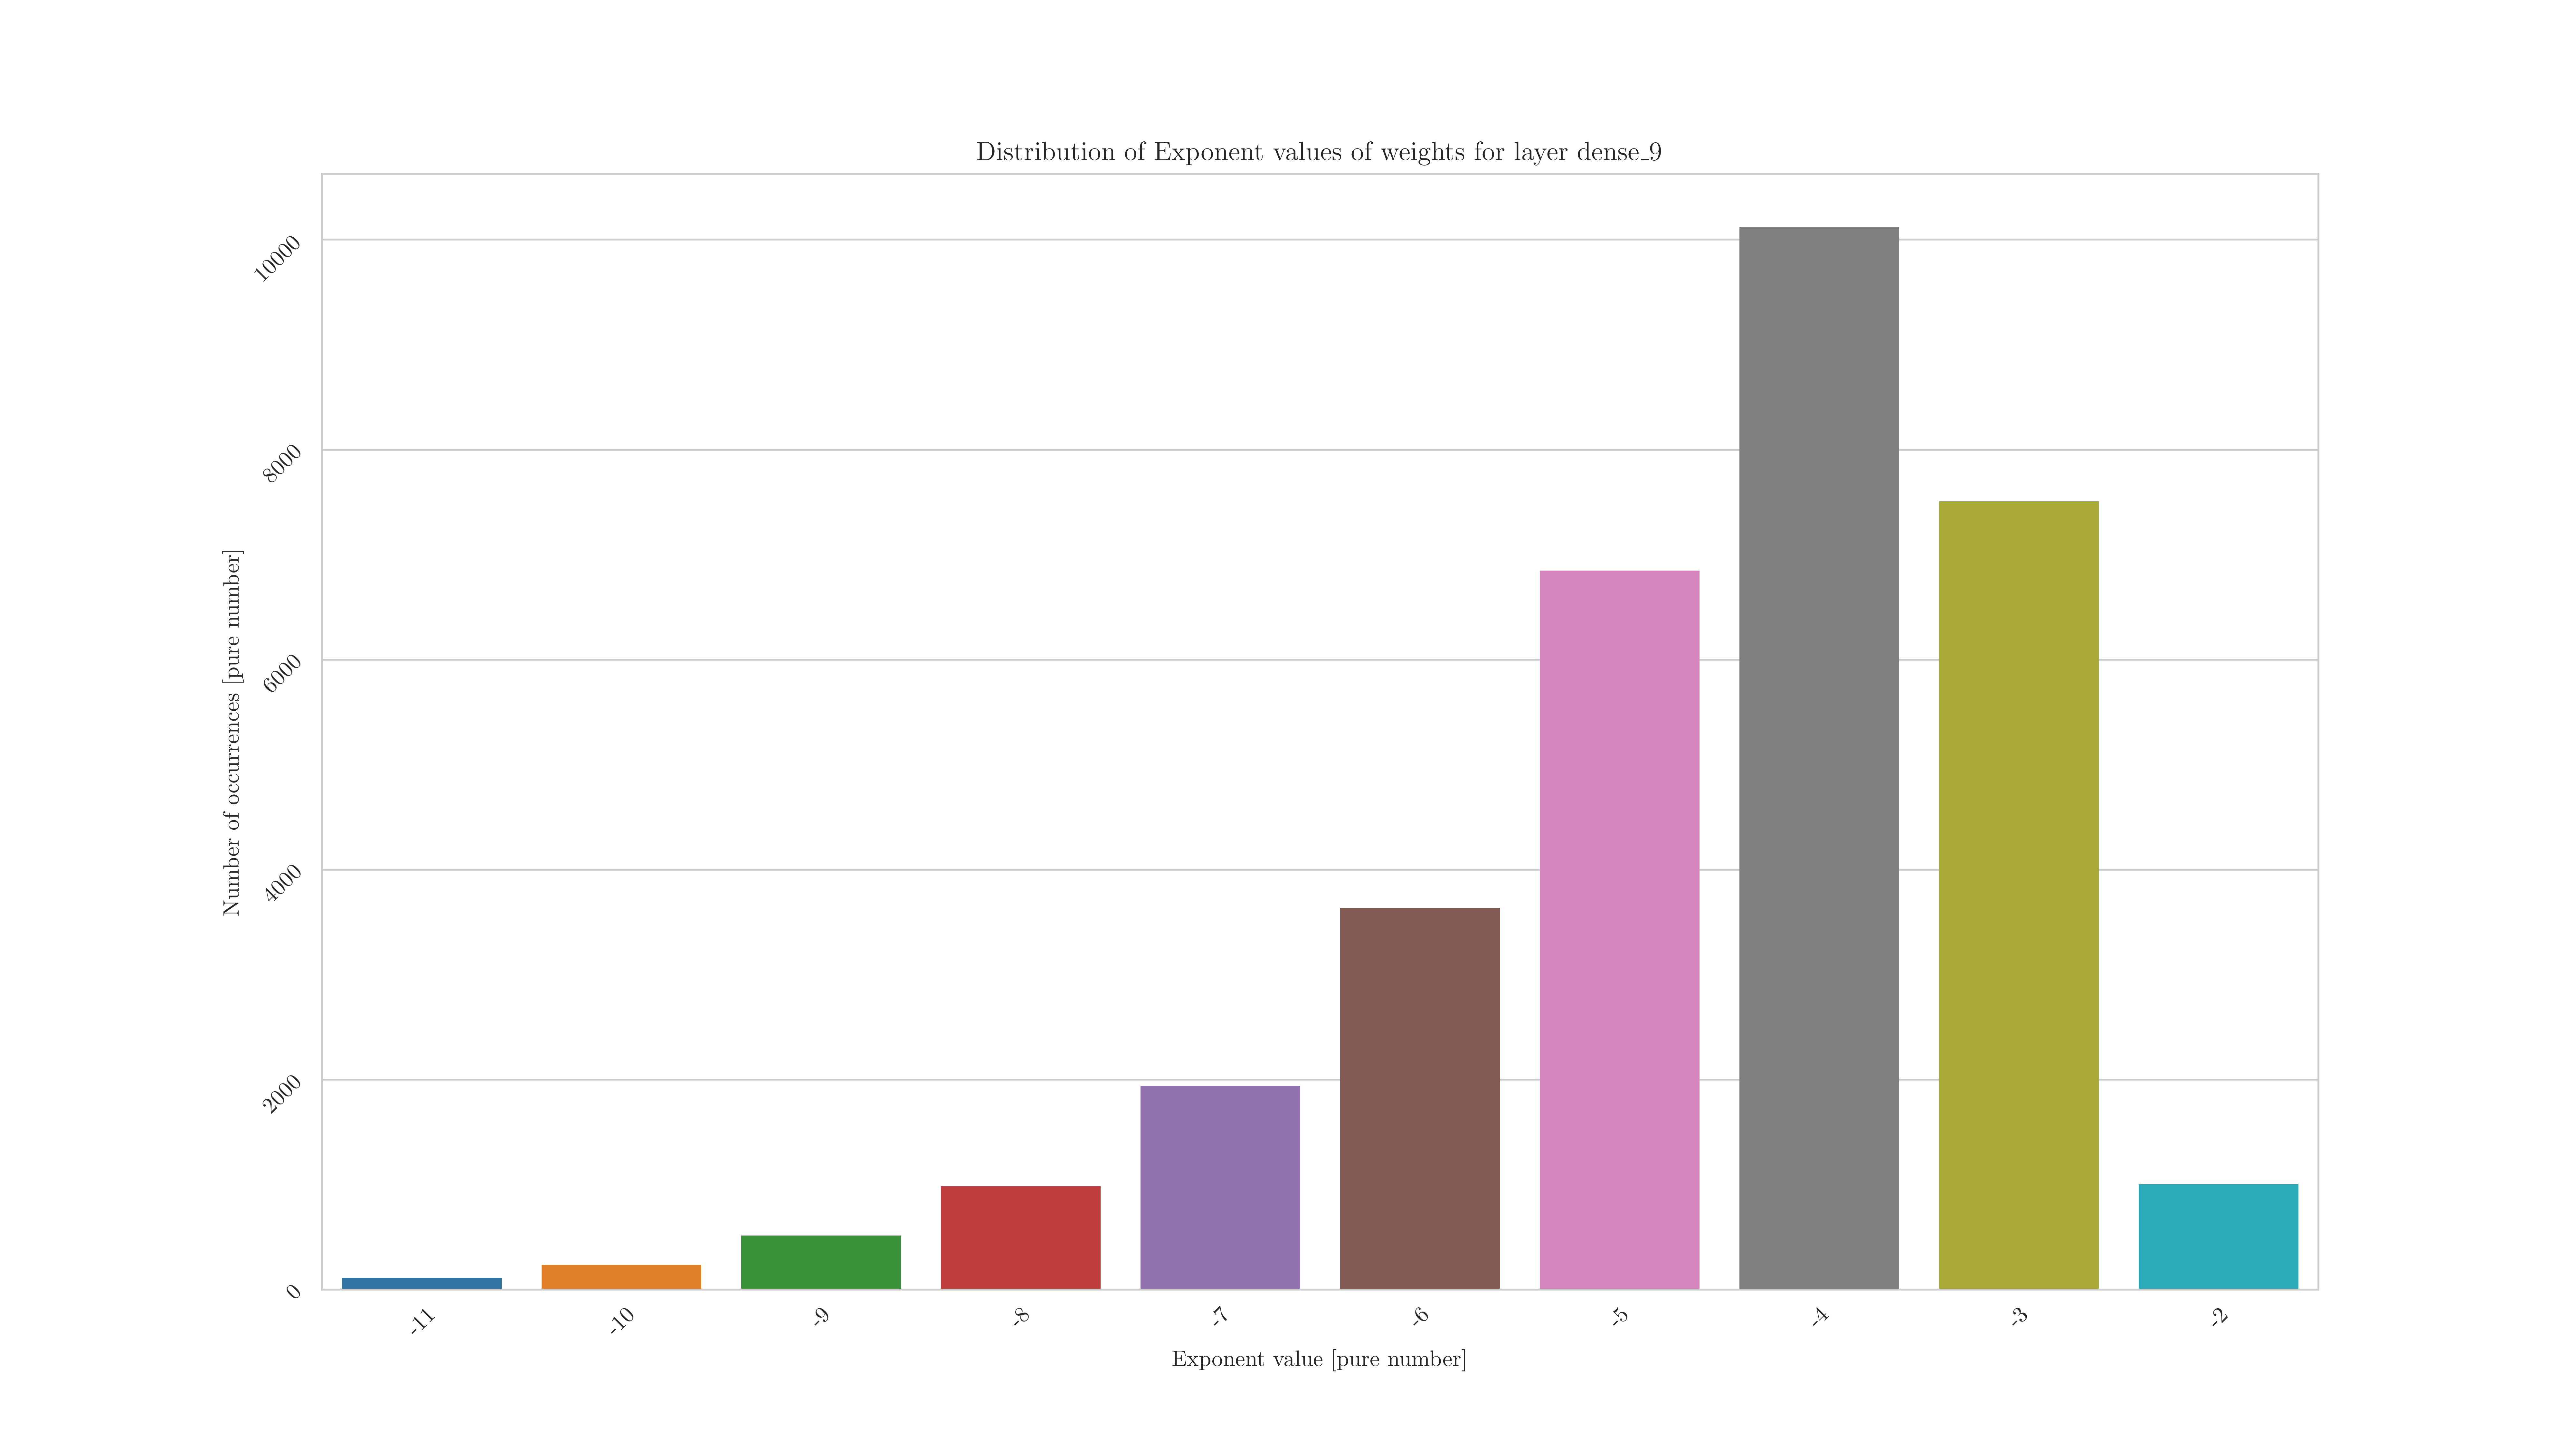 Distribution of Exponent values of weights for layer dense_9
Number of occurrences [pure number]
10000
8000
6000
4000
2000
0
-11 -10 -9 -8 -7 -6 -5 -4 -3 -2
Exponent value [pure number]